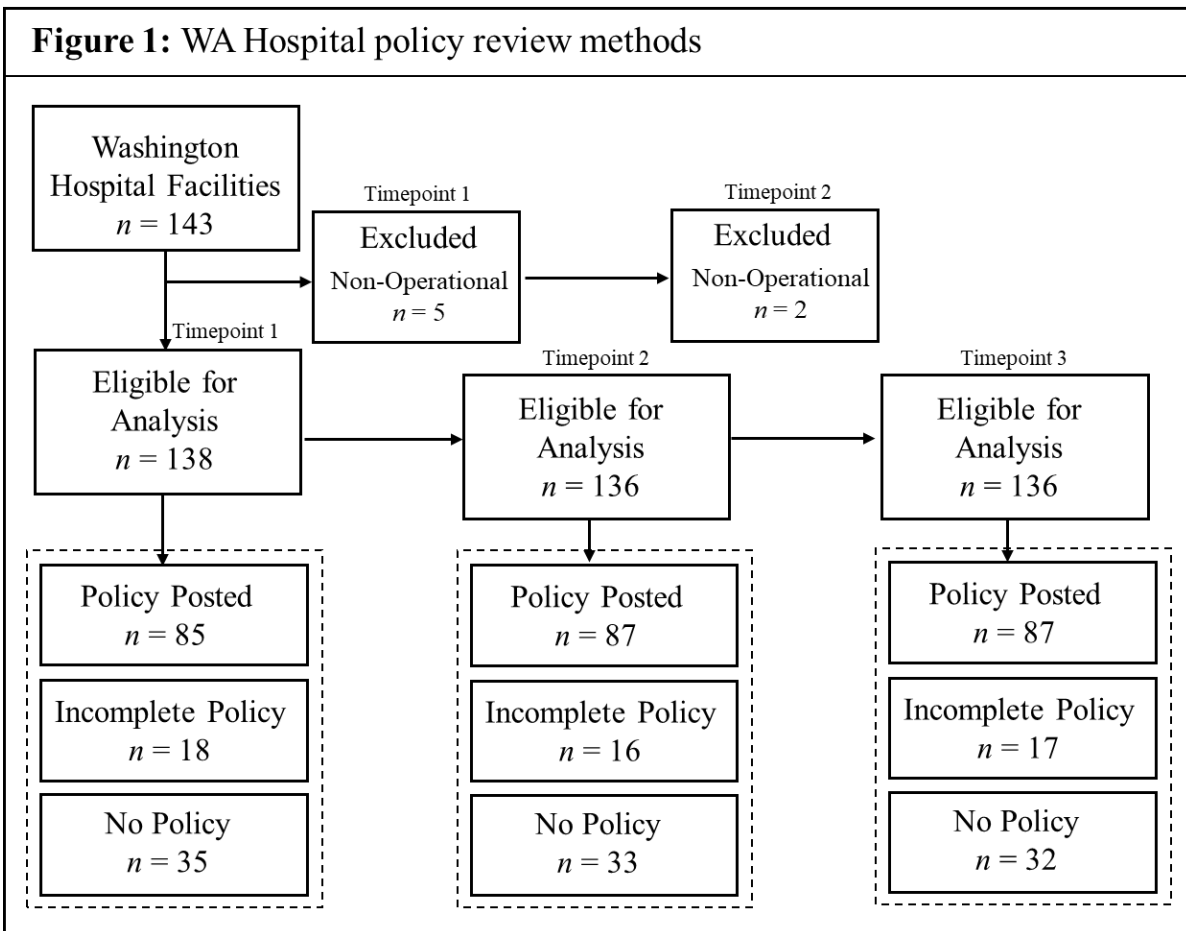 Figure 1: WA Hospital policy review methods
Washington
Hospital Facilities
n = 143
Timepoint 1
Excluded
Non-Operational
n = 5
Timepoint 2
Excluded
Non-Operational
n = 2
Timepoint 1
Eligible for
Analysis
n = 138
Timepoint 2
Eligible for
Analysis
n = 136
Timepoint 3
Eligible for
Analysis
n = 136
Policy Posted
n = 85
Incomplete Policy
n = 18
No Policy
n = 35
Policy Posted
n = 87
Incomplete Policy
n = 16
No Policy
n = 33
Policy Posted
n = 87
Incomplete Policy
n = 17
No Policy
n = 32